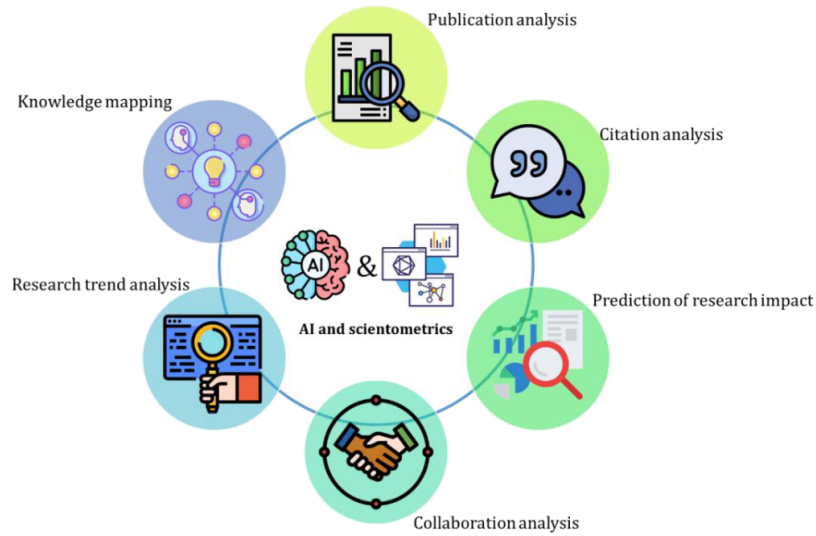 Publication analysis
Knowledge mapping
Citation analysis
Research trend analysis
Prediction of research impact
AI
&
AI and scientometrics
Collaboration analysis